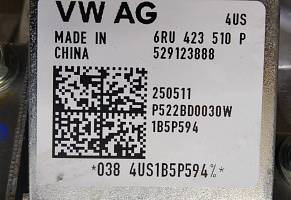 VW AG 4US
MADE IN 6RU 423 510 P
CHINA 529123888
250511
P522BD0030W
1B5P594
*038 4US1B5P594%*